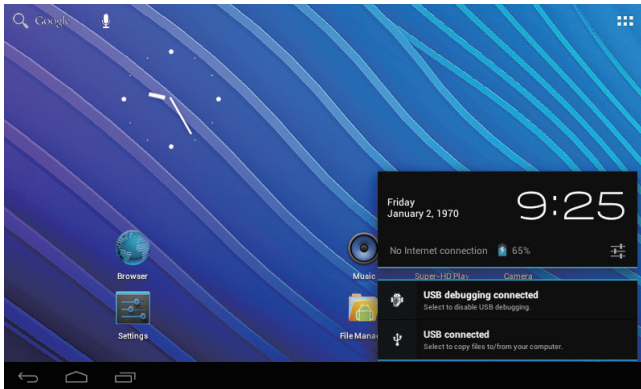 Google
Friday
January 2, 1970
9:25
No Internet connection 65%
Browser
Music
Super-HD Play
Camera
USB debugging connected
Select to disable USB debugging.
Settings
File Mana
USB connected
Select to copy files to/from your computer.